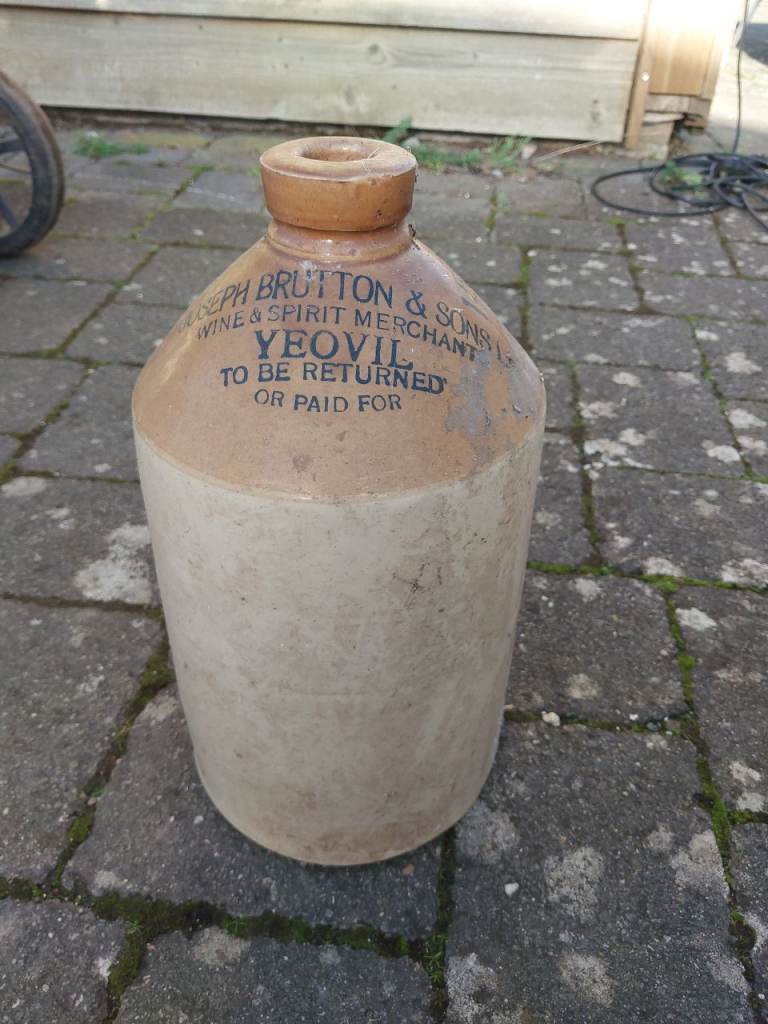 JOSEPH BRUTTON & SONS
WINE & SPIRIT MERCHANT
YEOVIL
TO BE RETURNED
OR PAID FOR